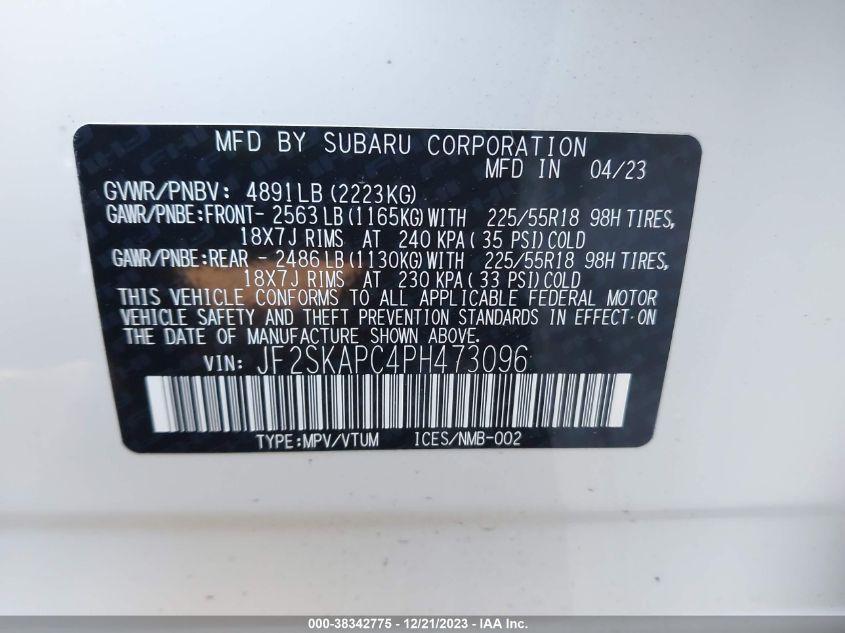 MFD BY SUBARU CORPORATION
MFD IN 04/23
GVWR/PNBV: 4891LB (2223KG)
GAWR/PNBE:FRONT- 2563LB (1165KG) WITH 225/55R18 98H TIRES,
18X7J RIMS AT 240 KPA ( 35 PSI) COLD
GAWR/PNBE:REAR - 2486LB (1130KG) WITH 225/55R18 98H TIRES,
18X7J RIMS AT 230 KPA ( 33 PSI) COLD
THIS VEHICLE CONFORMS TO ALL APPLICABLE FEDERAL MOTOR
VEHICLE SAFETY AND THEFT PREVENTION STANDARDS IN EFFECT ON
THE DATE OF MANUFACTURE SHOWN ABOVE.
VIN: JF2SKAPC4PH473096
TYPE:MPV/VTUM ICES/NMB-002
000-38342775 - 12/21/2023 - Copyright © 2023 IAA, Inc.